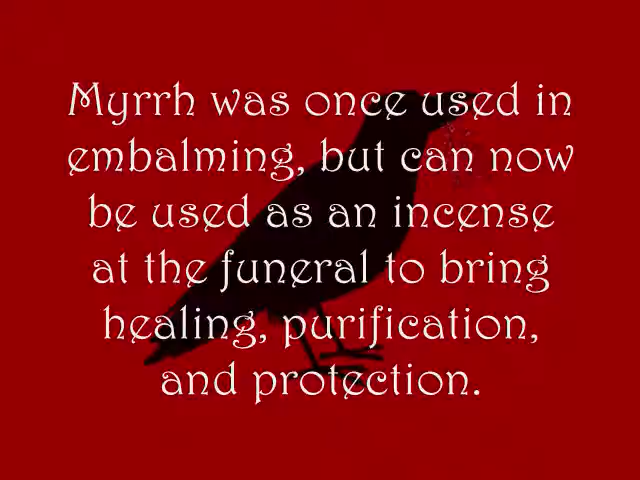 Myrrh was once used in
embalming, but can now
be used as an incense
at the funeral to bring
healing, purification,
and protection.